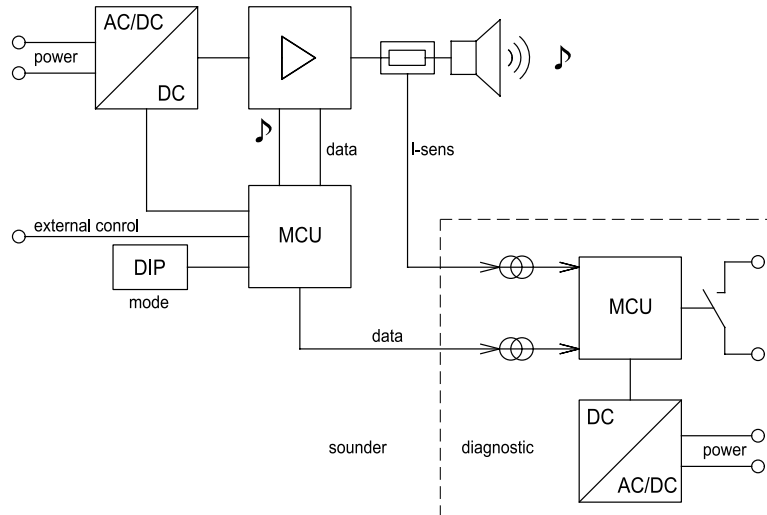 AC/DC
power
DC
data
I-sens
external conrol
MCU
DIP
mode
MCU
data
DC
sounder
diagnostic
power
AC/DC